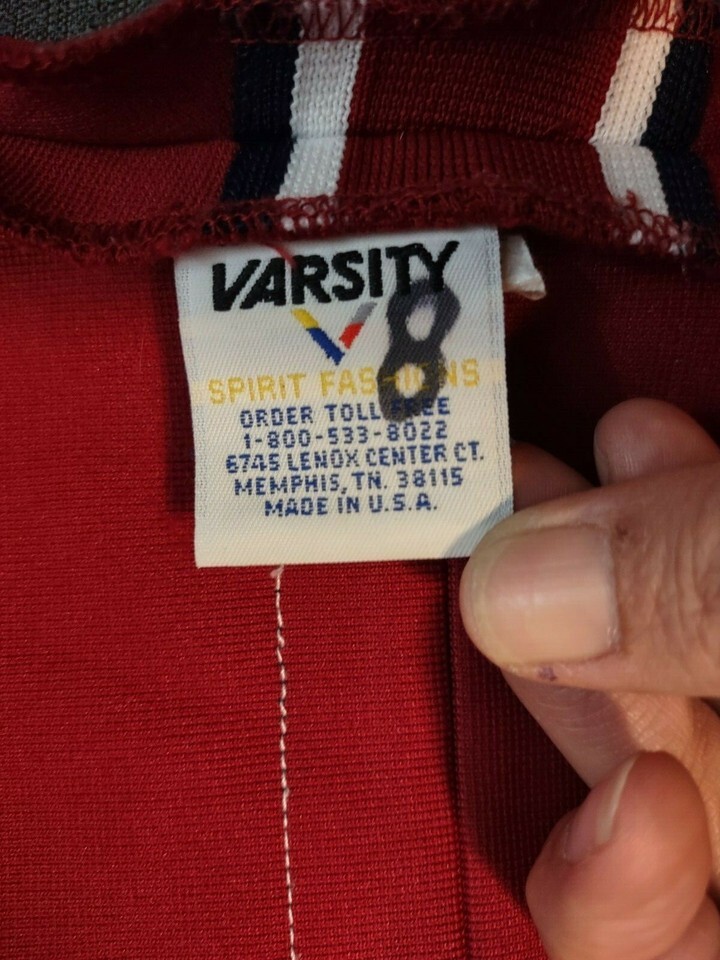 VARSITY
8
SPIRIT FASHIONS
ORDER TOLL FREE
1-800-533-8022
6745 LENOX CENTER CT.
MEMPHIS, TN. 38115
MADE IN U.S.A.